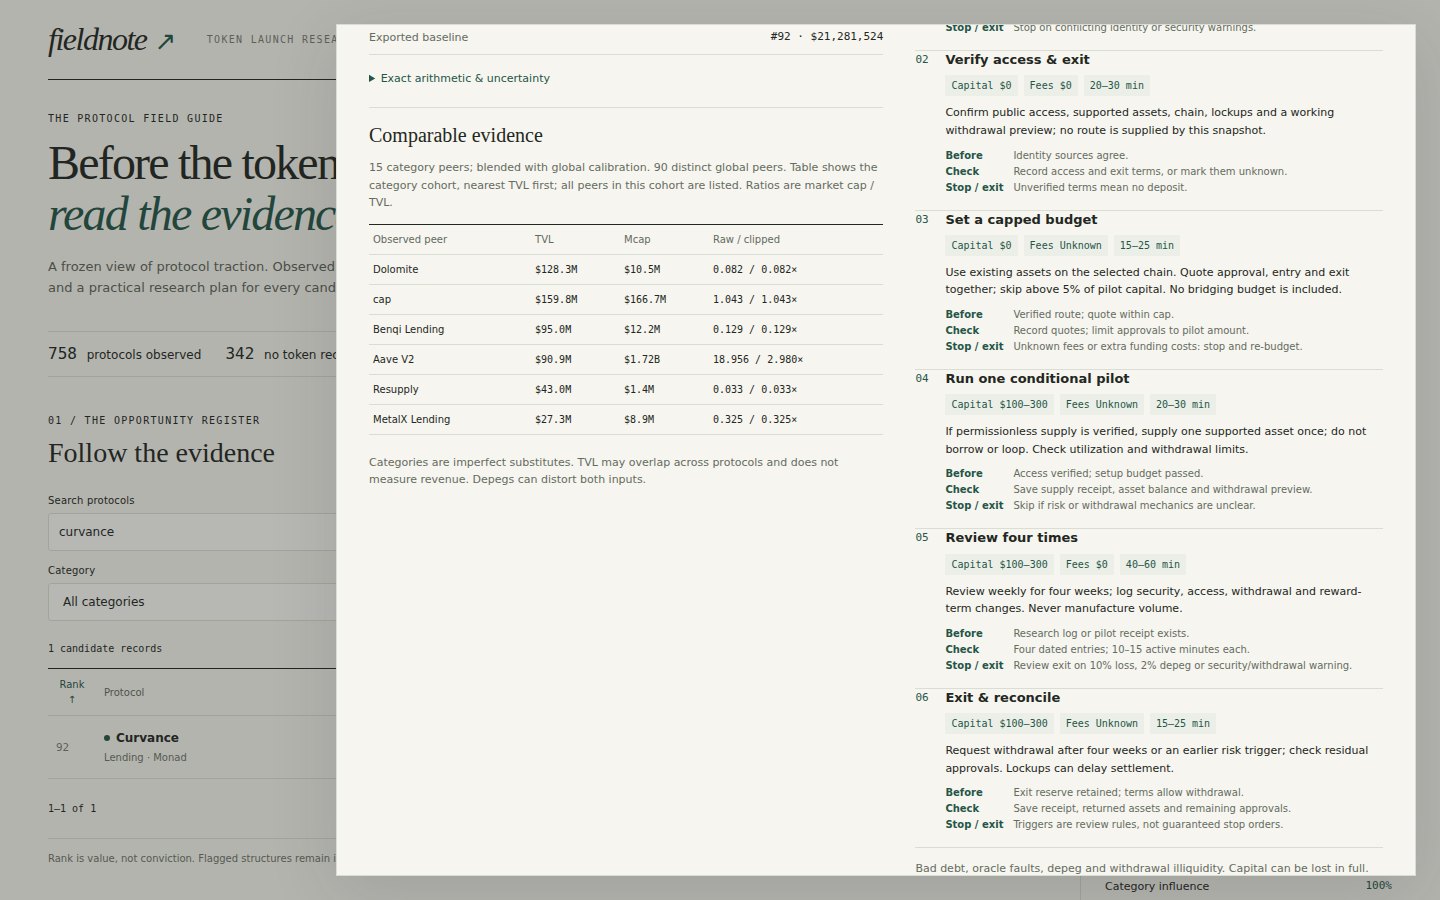 fieldnote ↗
TOKEN LAUNCH RESEA
THE PROTOCOL FIELD GUIDE
Before the token
read the evidenc
A frozen view of protocol traction. Observed
and a practical research plan for every cand
758 protocols observed 342 no token rec
01 / THE OPPORTUNITY REGISTER
Follow the evidence
Search protocols
curvance
Category
All categories
1 candidate records
Rank ↑ Protocol
92 Curvance
Lending · Monad
1–1 of 1
Rank is value, not conviction. Flagged structures remain i
Exported baseline #92 · $21,281,524
Exact arithmetic & uncertainty
Comparable evidence
15 category peers; blended with global calibration. 90 distinct global peers. Table shows the
category cohort, nearest TVL first; all peers in this cohort are listed. Ratios are market cap /
TVL.
Observed peer TVL Mcap Raw / clipped
Dolomite $128.3M $10.5M 0.082 / 0.082×
cap $159.8M $166.7M 1.043 / 1.043×
Benqi Lending $95.0M $12.2M 0.129 / 0.129×
Aave V2 $90.9M $1.72B 18.956 / 2.980×
Resupply $43.0M $1.4M 0.033 / 0.033×
MetalX Lending $27.3M $8.9M 0.325 / 0.325×
Categories are imperfect substitutes. TVL may overlap across protocols and does not
measure revenue. Depegs can distort both inputs.
Stop / exit Stop on conflicting identity or security warnings.
02 Verify access & exit
Capital $0 Fees $0 20–30 min
Confirm public access, supported assets, chain, lockups and a working
withdrawal preview; no route is supplied by this snapshot.
Before Identity sources agree.
Check Record access and exit terms, or mark them unknown.
Stop / exit Unverified terms mean no deposit.
03 Set a capped budget
Capital $0 Fees Unknown 15–25 min
Use existing assets on the selected chain. Quote approval, entry and exit
together; skip above 5% of pilot capital. No bridging budget is included.
Before Verified route; quote within cap.
Check Record quotes; limit approvals to pilot amount.
Stop / exit Unknown fees or extra funding costs: stop and re-budget.
04 Run one conditional pilot
Capital $100–300 Fees Unknown 20–30 min
If permissionless supply is verified, supply one supported asset once; do not
borrow or loop. Check utilization and withdrawal limits.
Before Access verified; setup budget passed.
Check Save supply receipt, asset balance and withdrawal preview.
Stop / exit Skip if risk or withdrawal mechanics are unclear.
05 Review four times
Capital $100–300 Fees $0 40–60 min
Review weekly for four weeks; log security, access, withdrawal and reward-
term changes. Never manufacture volume.
Before Research log or pilot receipt exists.
Check Four dated entries; 10–15 active minutes each.
Stop / exit Review exit on 10% loss, 2% depeg or security/withdrawal warning.
06 Exit & reconcile
Capital $100–300 Fees Unknown 15–25 min
Request withdrawal after four weeks or an earlier risk trigger; check residual
approvals. Lockups can delay settlement.
Before Exit reserve retained; terms allow withdrawal.
Check Save receipt, returned assets and remaining approvals.
Stop / exit Triggers are review rules, not guaranteed stop orders.
Bad debt, oracle faults, depeg and withdrawal illiquidity. Capital can be lost in full.
Category influence 100%